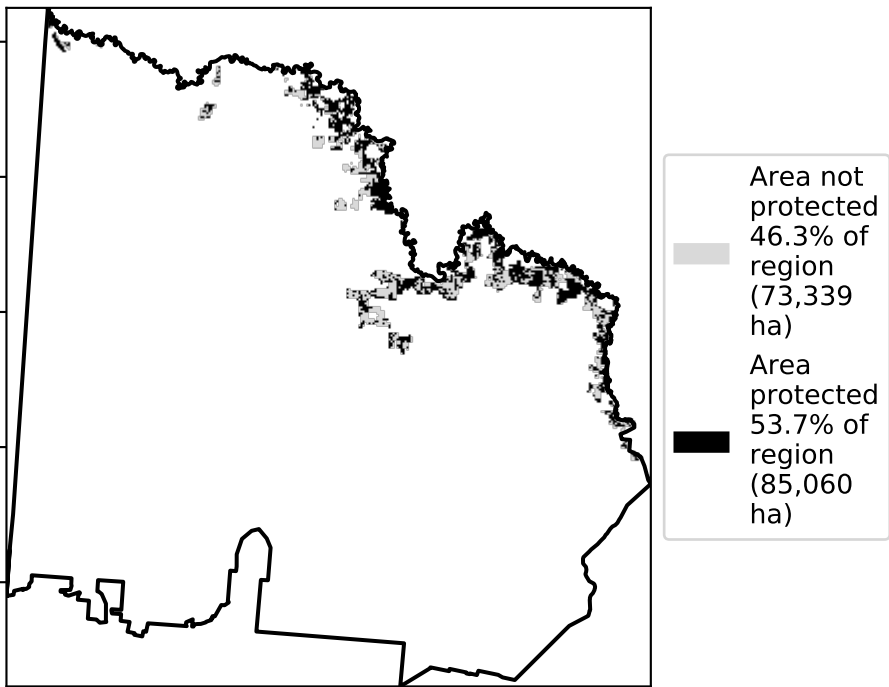 Area not
protected
46.3% of
region
(73,339
ha)
Area
protected
53.7% of
region
(85,060
ha)